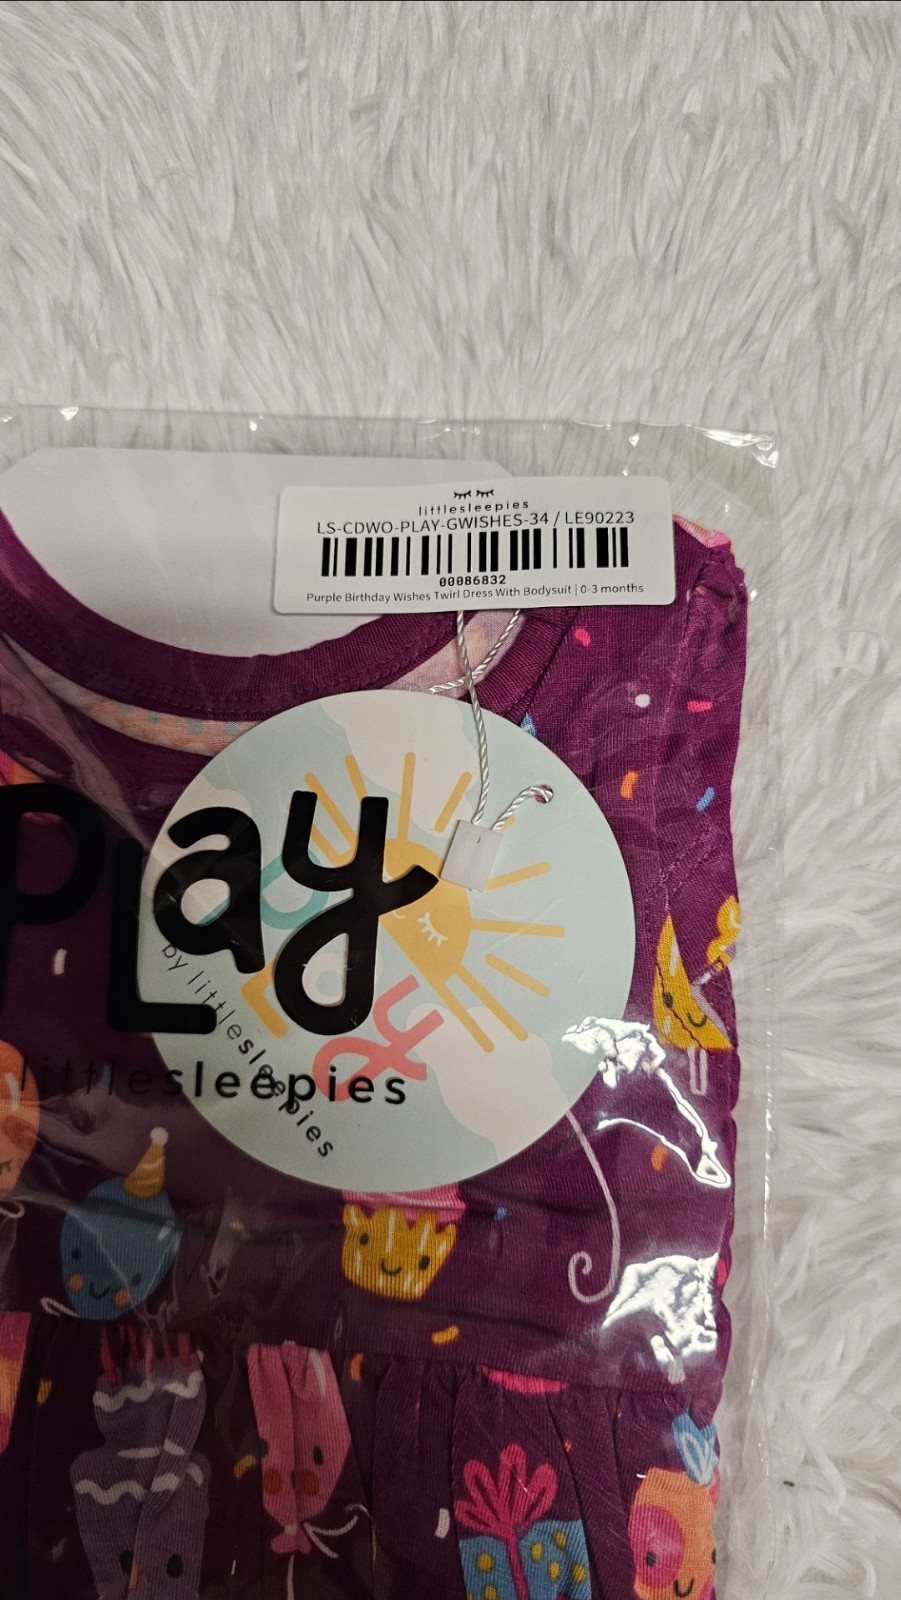 littlesleepies
LS-CDWO-PLAY-GWISHES-34 / LE90223
00086832
Purple Birthday Wishes Twirl Dress With Bodysuit | 0-3 months
PLay
by littlesleepies
littlesleepies